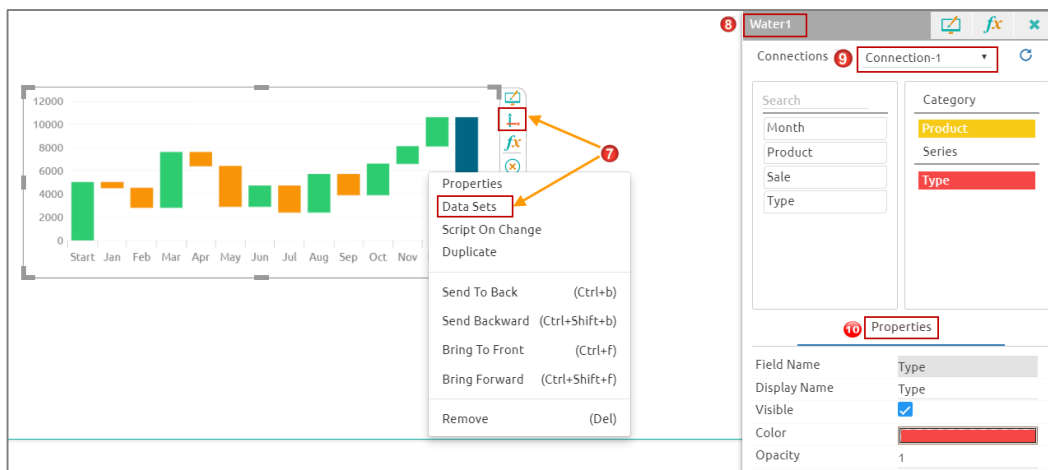 8 Water1 fx ×
Connections 9 Connection-1
Search
Month
Product
Sale
Type
Category
Product
Series
Type
12000
10000
8000
6000
4000
2000
0
Start Jan Feb Mar Apr May Jun Jul Aug Sep Oct Nov
fx
7
Properties
Data Sets
Script On Change
Duplicate
Send To Back (Ctrl+b)
Send Backward (Ctrl+Shift+b)
Bring To Front (Ctrl+f)
Bring Forward (Ctrl+Shift+f)
Remove (Del)
10 Properties
Field Name Type
Display Name Type
Visible
Color
Opacity 1